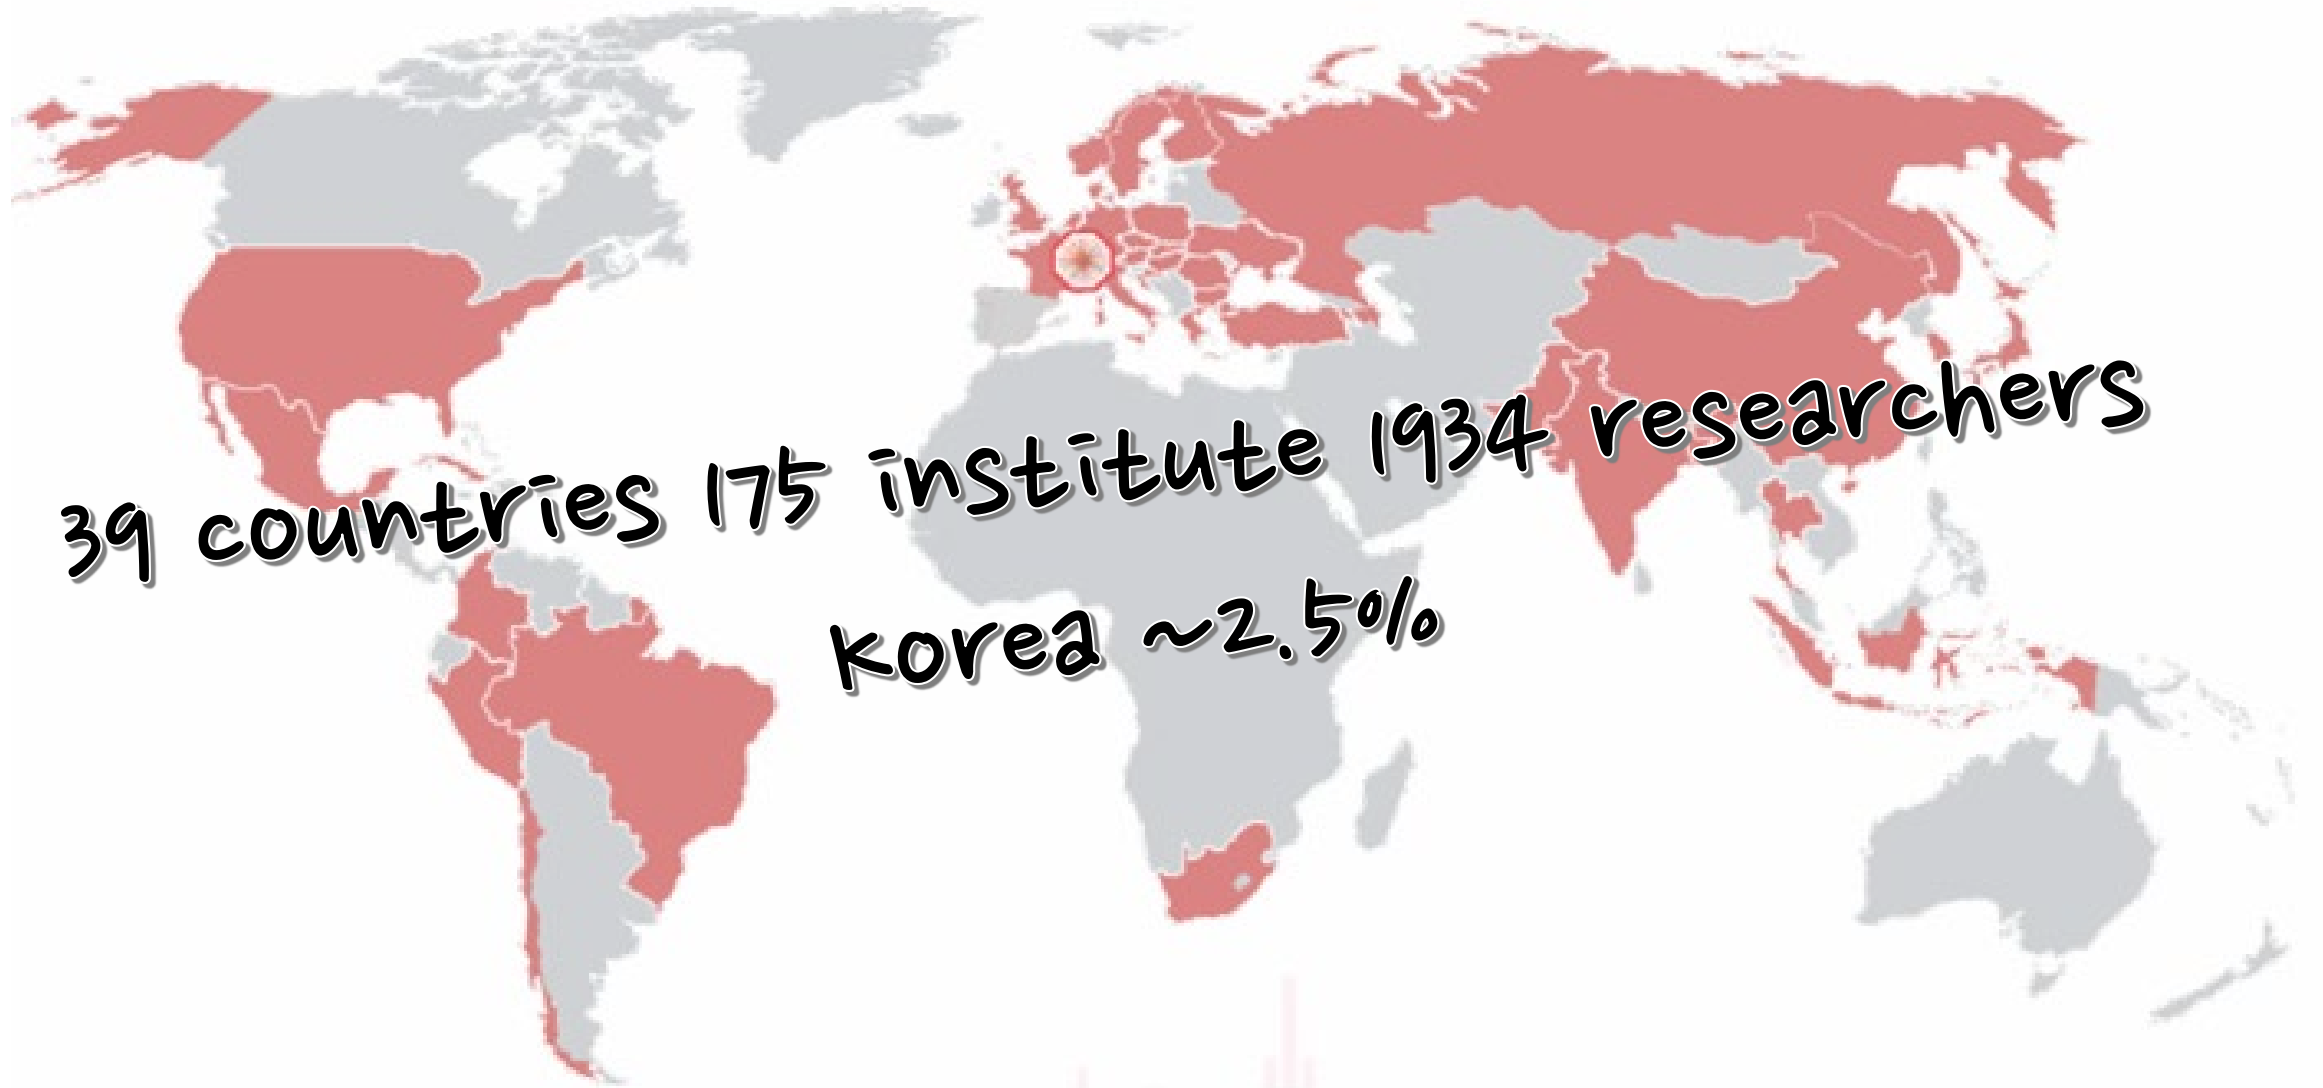 39 countries 175 institute 1934 researchers
korea ~2.5%